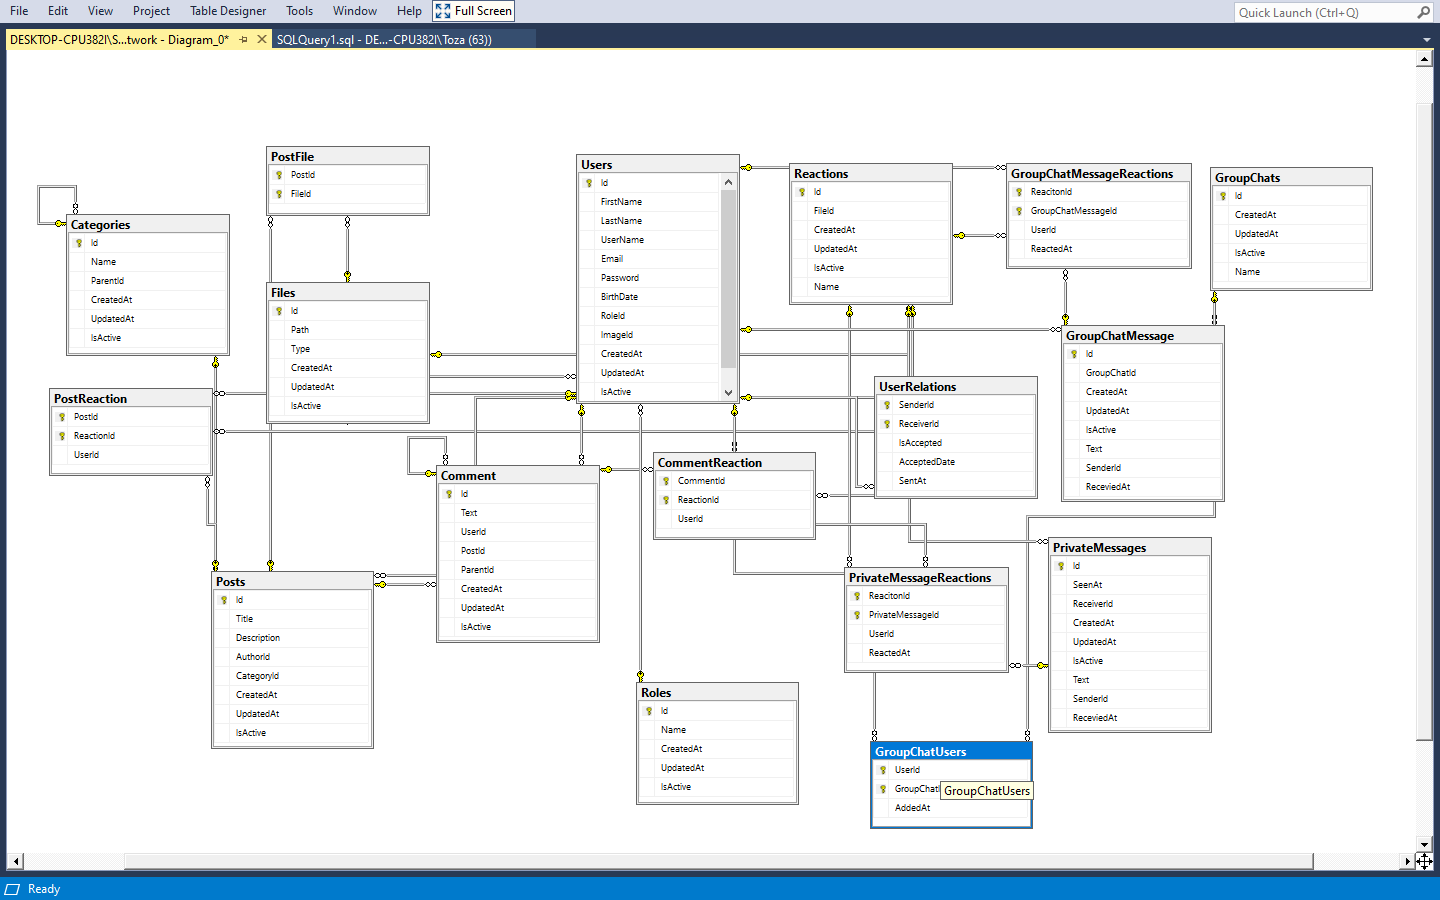 File Edit View Project Table Designer Tools Window Help Full Screen
Quick Launch (Ctrl+Q)
DESKTOP-CPU382I\S...twork - Diagram_0*
SQLQuery1.sql - DE...-CPU382I\Toza (63))
PostFile
PostId
FileId
Categories
Id
Name
ParentId
CreatedAt
UpdatedAt
IsActive
Files
Id
Path
Type
CreatedAt
UpdatedAt
IsActive
Users
Id
FirstName
LastName
UserName
Email
Password
BirthDate
RoleId
ImageId
CreatedAt
UpdatedAt
IsActive
Reactions
Id
FileId
CreatedAt
UpdatedAt
IsActive
Name
GroupChatMessageReactions
ReacitonId
GroupChatMessageId
UserId
ReactedAt
GroupChats
Id
CreatedAt
UpdatedAt
IsActive
Name
GroupChatMessage
Id
GroupChatId
CreatedAt
UpdatedAt
IsActive
Text
SenderId
ReceviedAt
PostReaction
PostId
ReactionId
UserId
UserRelations
SenderId
ReceiverId
IsAccepted
AcceptedDate
SentAt
Comment
Id
Text
UserId
PostId
ParentId
CreatedAt
UpdatedAt
IsActive
CommentReaction
CommentId
ReactionId
UserId
Posts
Id
Title
Description
AuthorId
CategoryId
CreatedAt
UpdatedAt
IsActive
PrivateMessageReactions
ReacitonId
PrivateMessageId
UserId
ReactedAt
PrivateMessages
Id
SeenAt
ReceiverId
CreatedAt
UpdatedAt
IsActive
Text
SenderId
ReceviedAt
Roles
Id
Name
CreatedAt
UpdatedAt
IsActive
GroupChatUsers
UserId
GroupChatI
GroupChatUsers
AddedAt
Ready